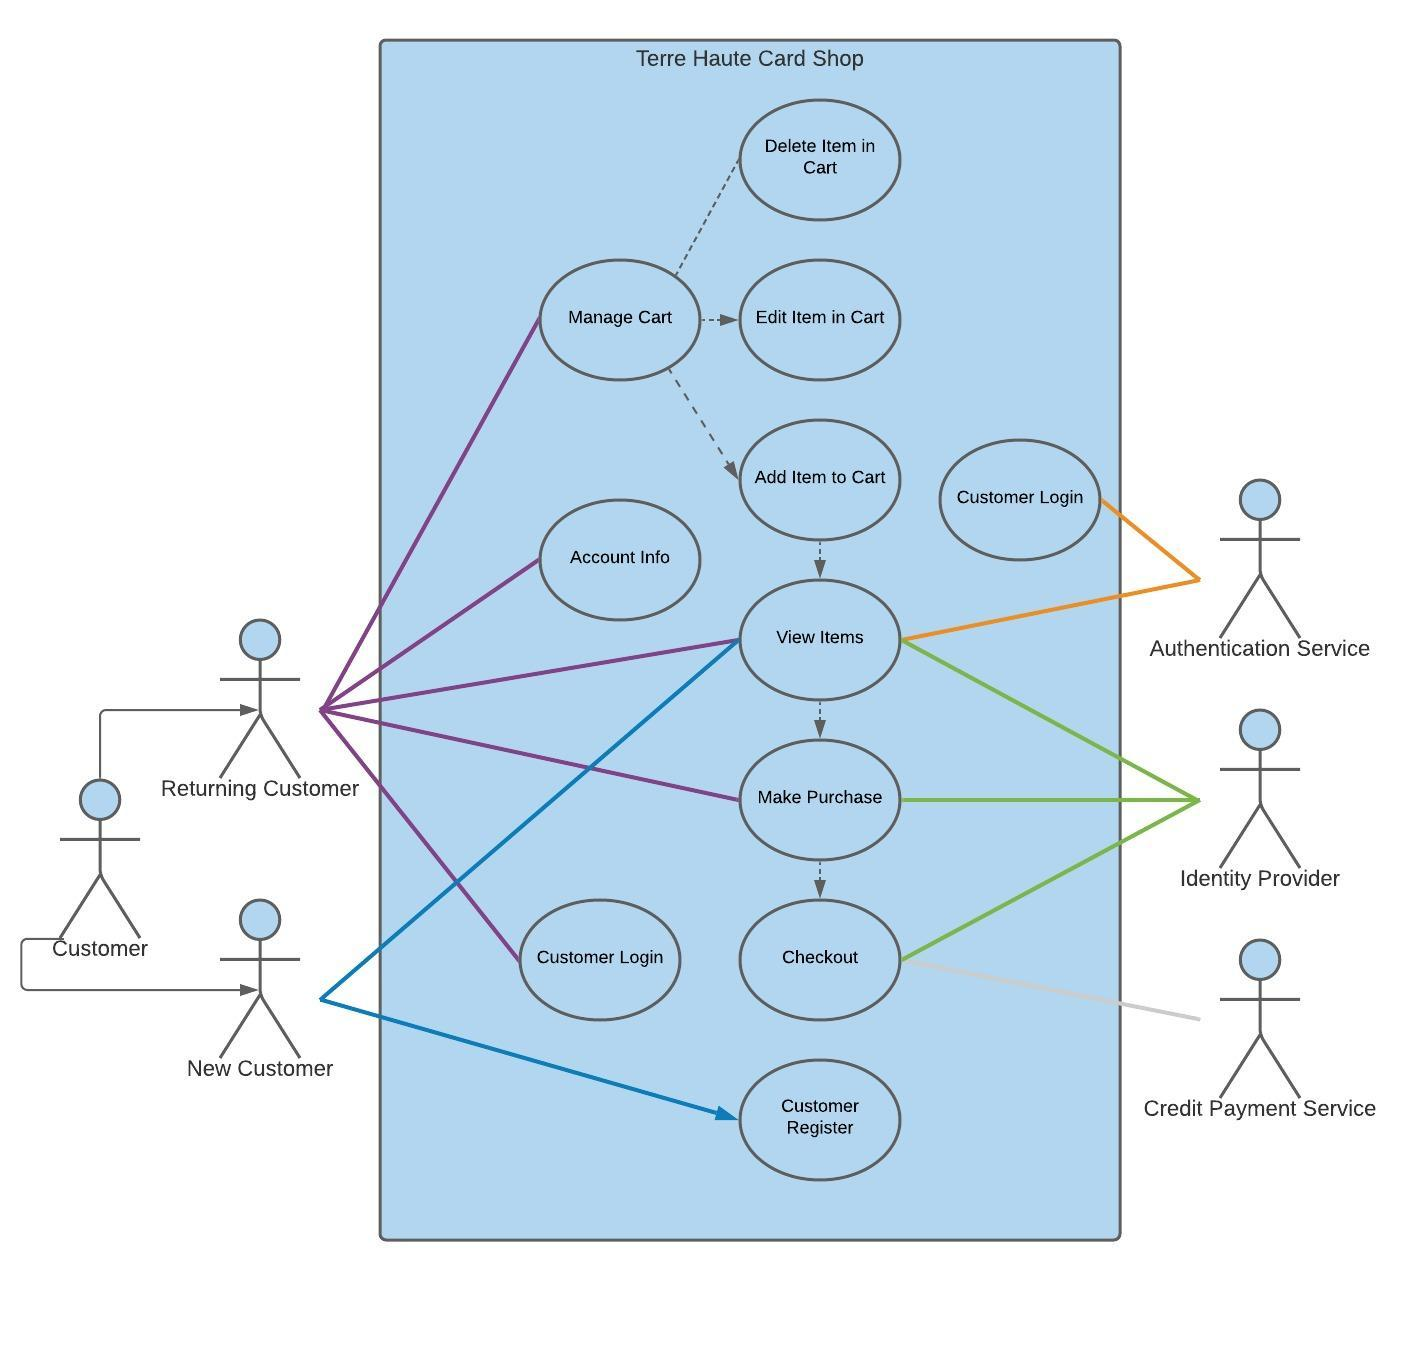 Terre Haute Card Shop
Delete Item in
Cart
Manage Cart
Edit Item in Cart
Add Item to Cart
Customer Login
Account Info
View Items
Authentication Service
Returning Customer
Make Purchase
Identity Provider
Customer
Customer Login
Checkout
New Customer
Credit Payment Service
Customer
Register